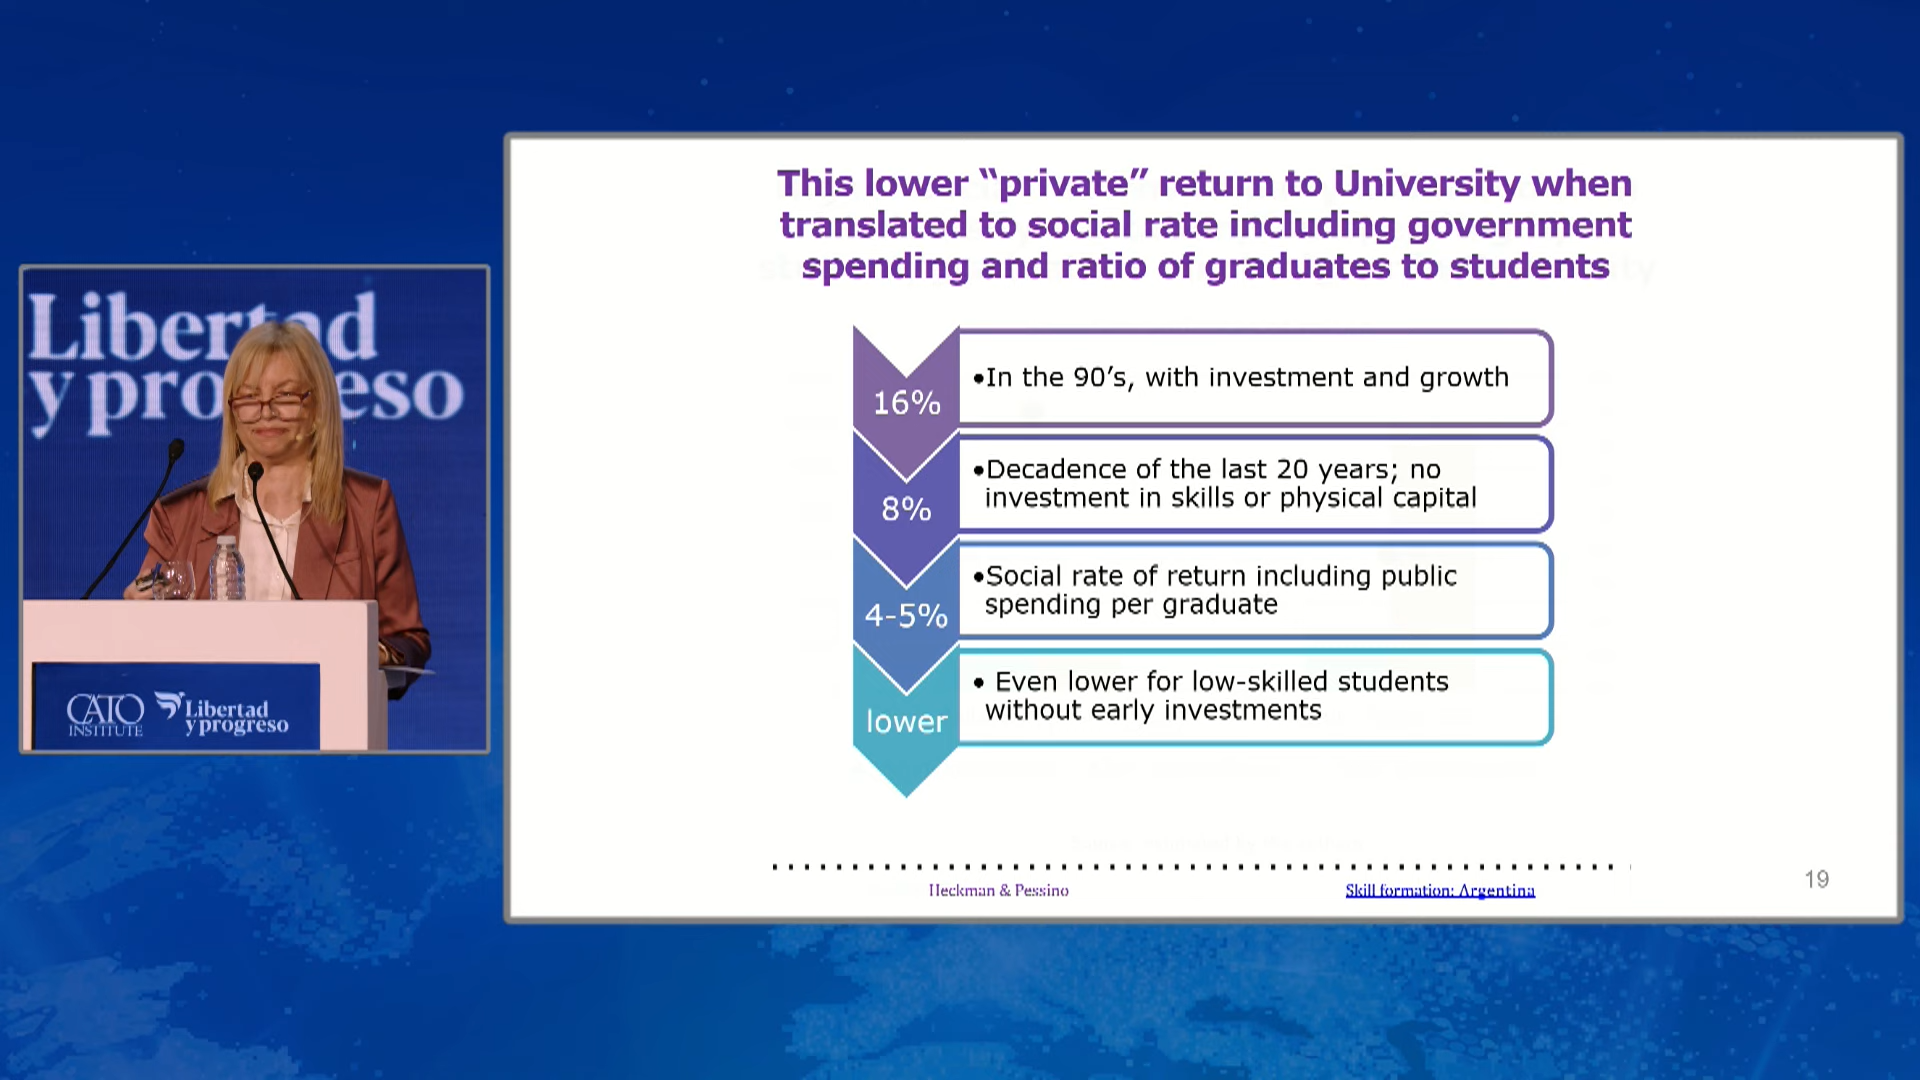 Libertad
y progreso
CATO
INSTITUTE
Libertad
y progreso
This lower “private” return to University when
translated to social rate including government
spending and ratio of graduates to students
16%
•In the 90’s, with investment and growth
8%
•Decadence of the last 20 years; no
investment in skills or physical capital
4-5%
•Social rate of return including public
spending per graduate
lower
• Even lower for low-skilled students
without early investments
Heckman & Pessino
Skill formation: Argentina
19